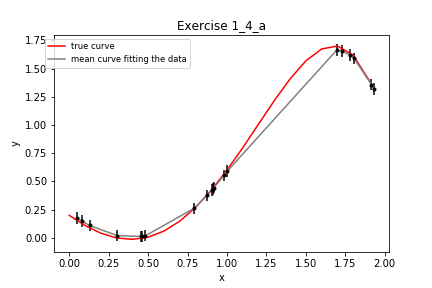 Exercise 1_4_a
true curve
mean curve fitting the data
y
1.75
1.50
1.25
1.00
0.75
0.50
0.25
0.00
0.00 0.25 0.50 0.75 1.00 1.25 1.50 1.75 2.00
x